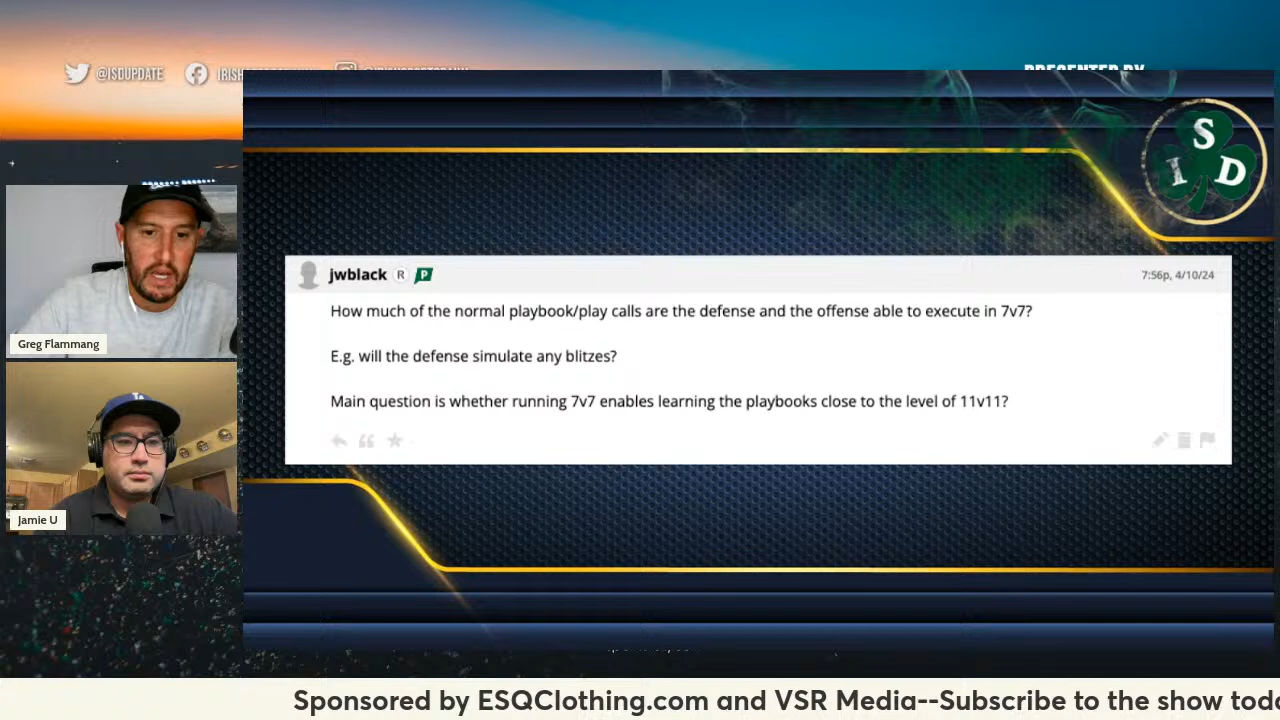 @ISDUPDATE
IRISH
PRESENTED BY
I S D
Greg Flammang
Jamie U
jwblack R P
7:56p, 4/10/24
How much of the normal playbook/play calls are the defense and the offense able to execute in 7v7?
E.g. will the defense simulate any blitzes?
Main question is whether running 7v7 enables learning the playbooks close to the level of 11v11?
Sponsored by ESQClothing.com and VSR Media--Subscribe to the show toda